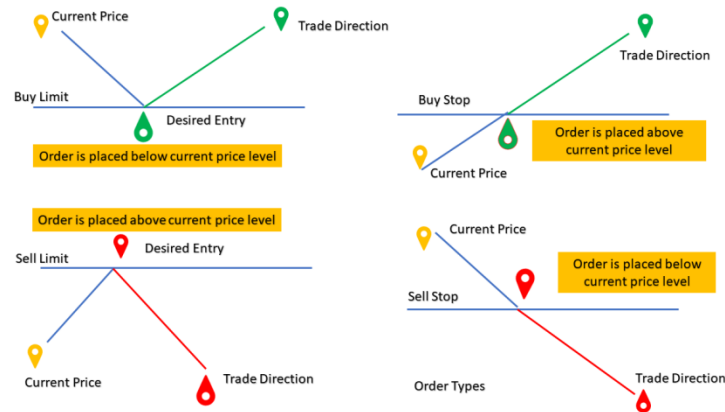 Current Price
Trade Direction
Buy Limit
Desired Entry
Order is placed below current price level
Trade Direction
Buy Stop
Order is placed above
current price level
Current Price
Order is placed above current price level
Desired Entry
Sell Limit
Current Price
Trade Direction
Current Price
Order is placed below
current price level
Sell Stop
Trade Direction
Order Types